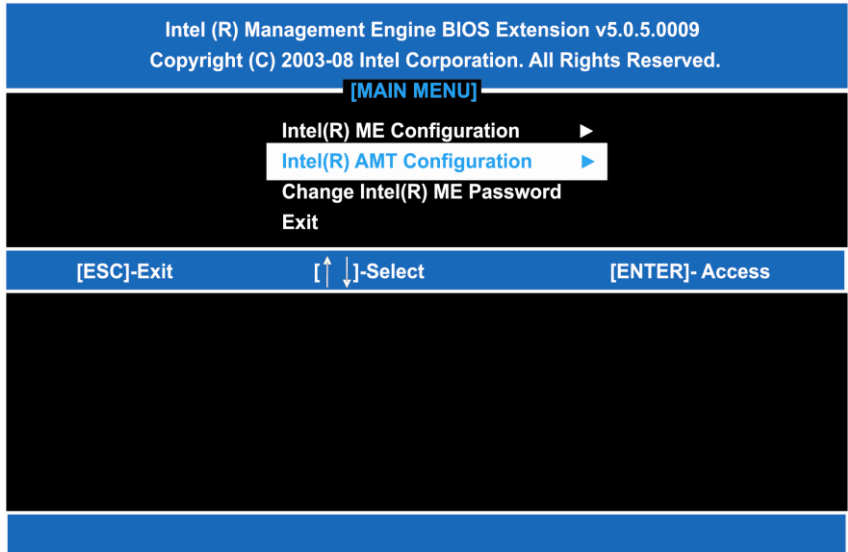 Intel (R) Management Engine BIOS Extension v5.0.5.0009
Copyright (C) 2003-08 Intel Corporation. All Rights Reserved.
[MAIN MENU]
Intel(R) ME Configuration ►
Intel(R) AMT Configuration ►
Change Intel(R) ME Password
Exit
[ESC]-Exit [↑ ↓]-Select [ENTER]- Access